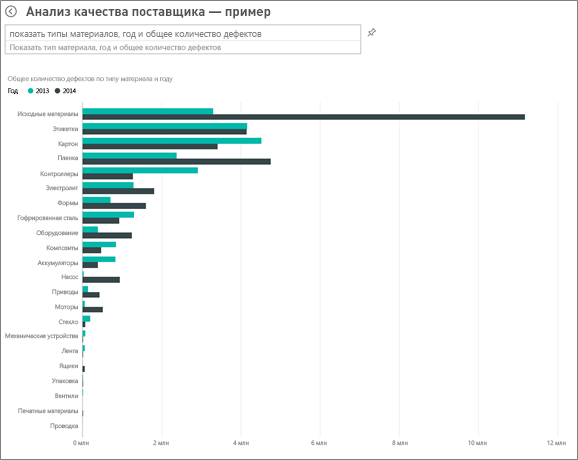 Анализ качества поставщика — пример
показать типы материалов, год и общее количество дефектов
Показать тип материала, год и общее количество дефектов
Общее количество дефектов по типу материала и году
Год 2013 2014
Исходные материалы
Этикетки
Картон
Пленка
Контроллеры
Электролит
Формы
Гофрированная сталь
Оборудование
Композиты
Аккумуляторы
Насос
Приводы
Моторы
Стекло
Механические устройства
Лента
Ящики
Упаковка
Вентили
Печатные материалы
Проводка
0 млн 2 млн 4 млн 6 млн 8 млн 10 млн 12 млн